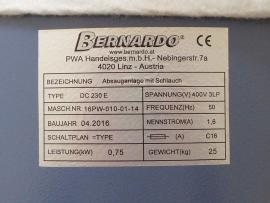 BERNARDO® CE
www.bernardo.at
PWA Handelsges.m.b.H.- Nebingerstr.7a
4020 Linz - Austria
BEZEICHNUNG Absauganlage mit Schlauch
TYPE DC 230 E SPANNUNG(V) 400V 3LP
MASCH.NR 16PW-010-01-14 FREQUENZ(HZ) 50
BAUJAHR 04.2016 NENNSTROM(A) 1,6
SCHALTPLAN =TYPE (A) C16
LEISTUNG(kW) 0,75 GEWICHT(kg) 25